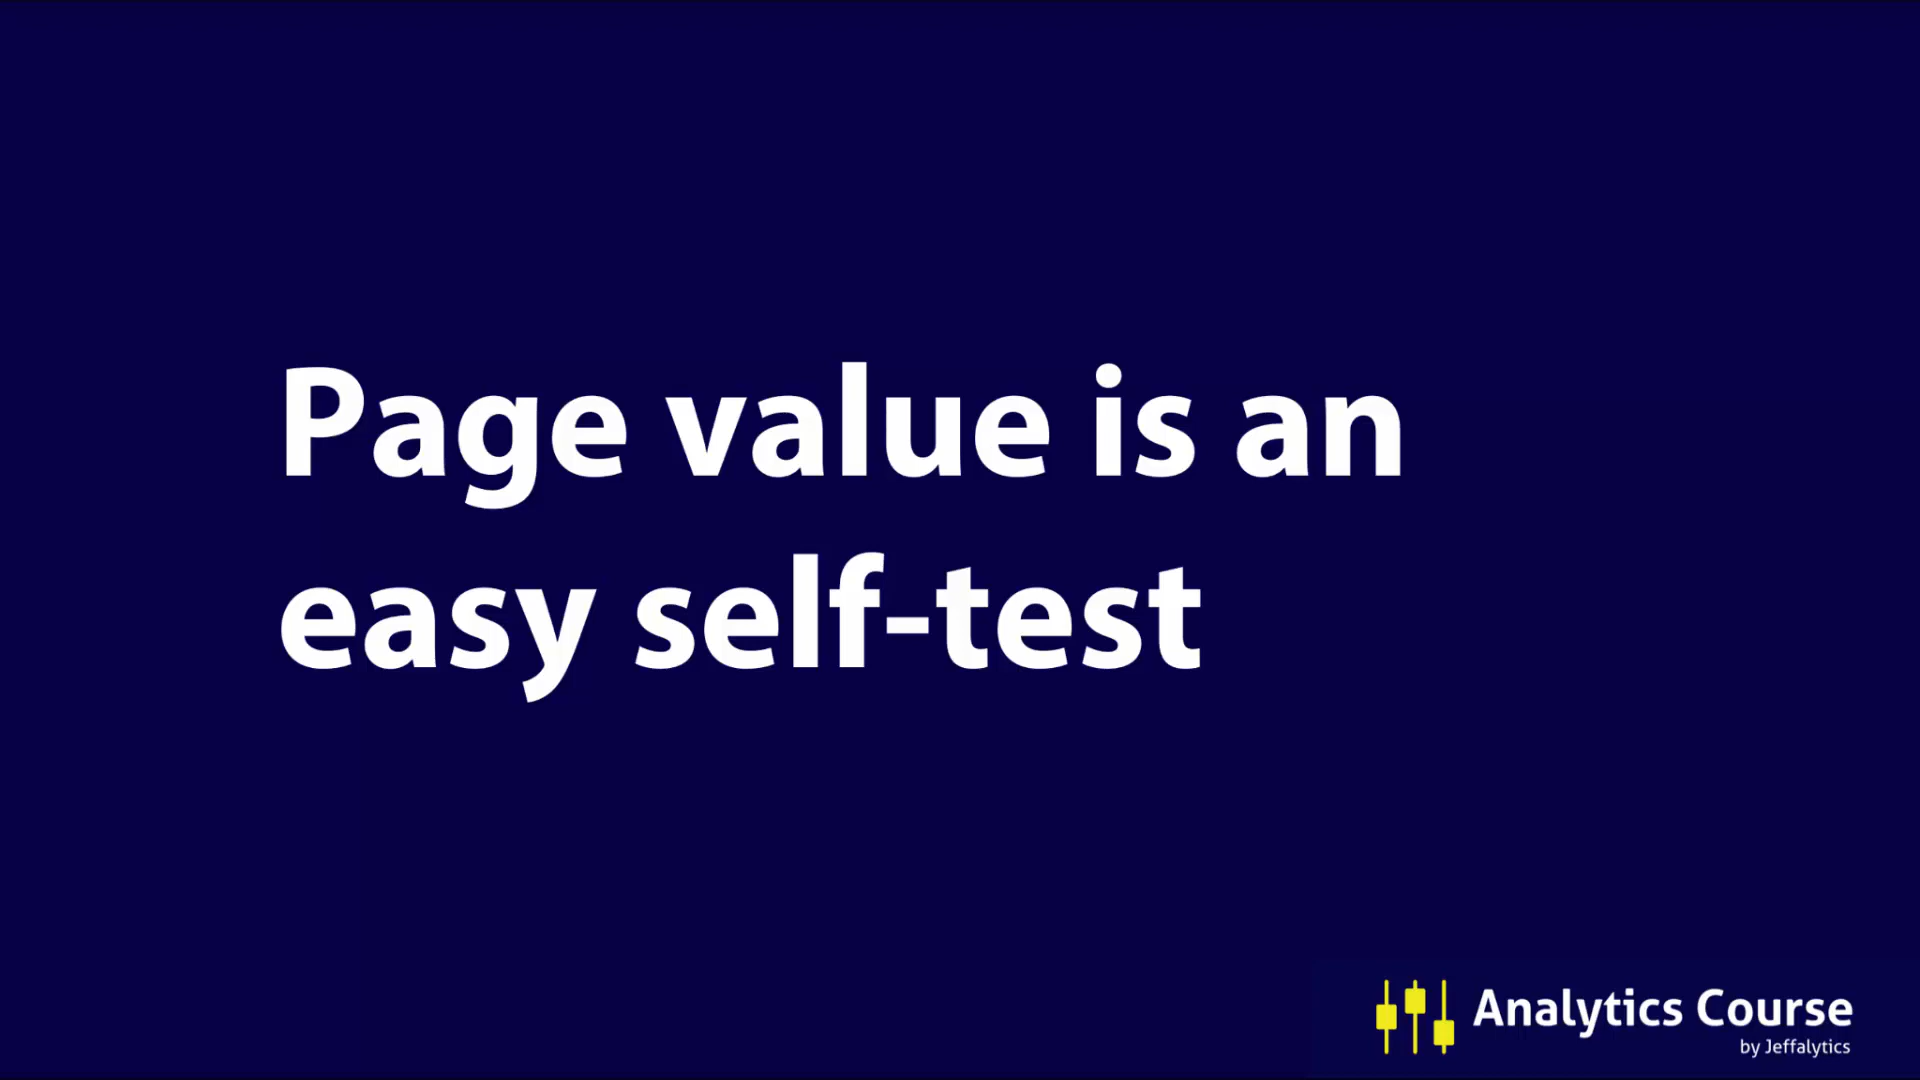 Page value is an
easy self-test
Analytics Course
by Jeffalytics